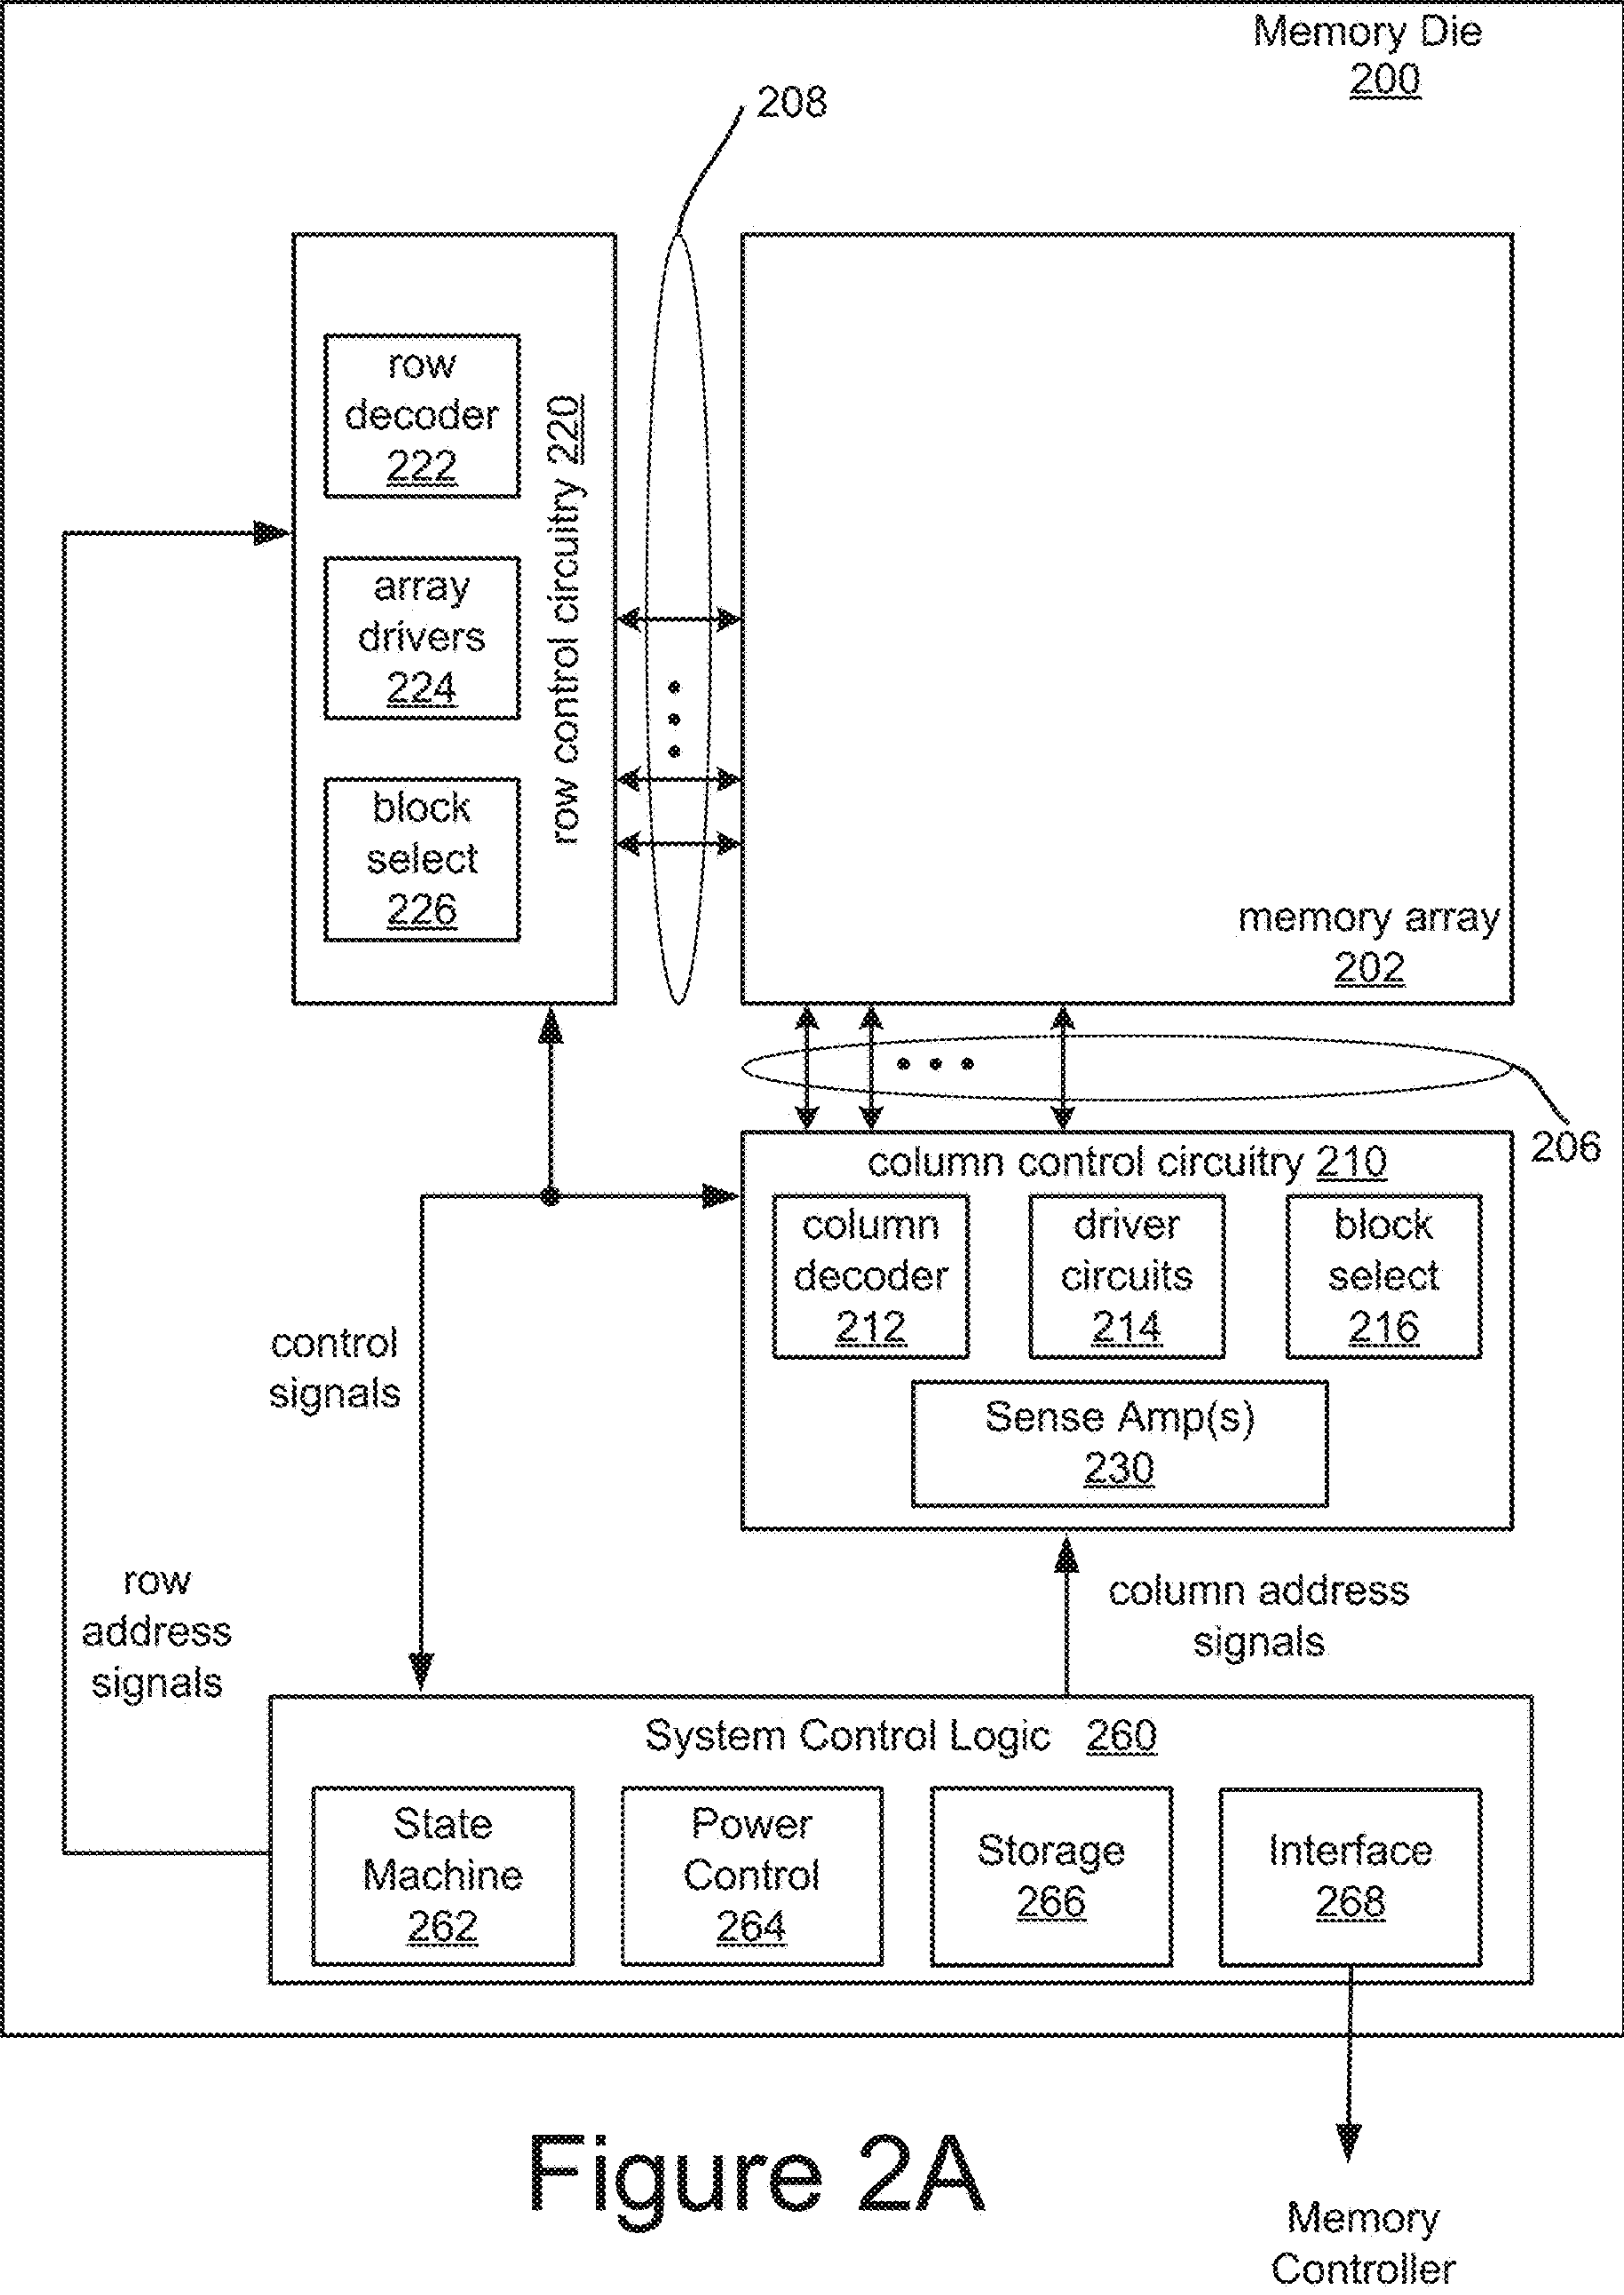 Memory Die
200
208
row
decoder
222
array
drivers
224
block
select
226
row control circuitry 220
memory array
202
206
column control circuitry 210
column
decoder
212
driver
circuits
214
block
select
216
Sense Amp(s)
230
control
signals
row
address
signals
column address
signals
System Control Logic 260
State
Machine
262
Power
Control
264
Storage
266
Interface
268
Figure 2A
Memory
Controller